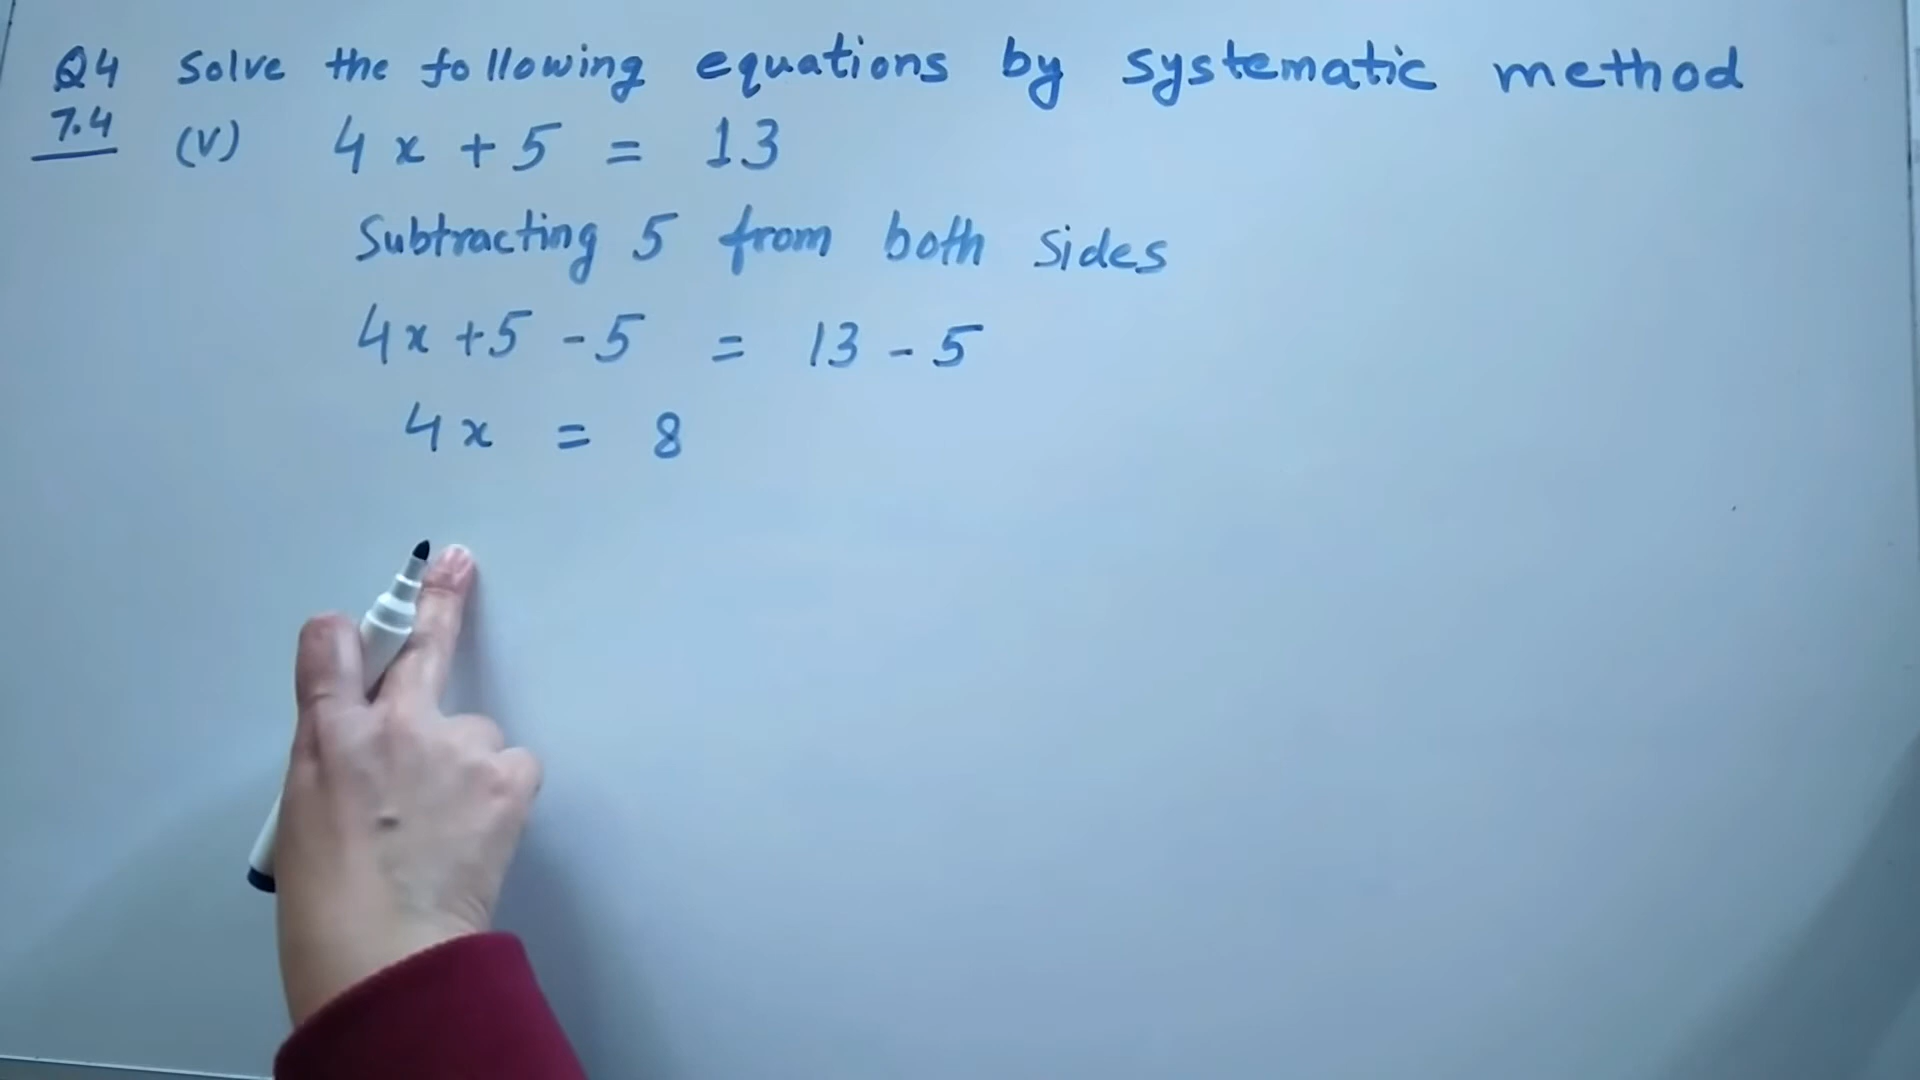 Q4 Solve the following equations by systematic method
7.4 (V) 4x + 5 = 13
Subtracting 5 from both sides
4x + 5 - 5 = 13 - 5
4x = 8